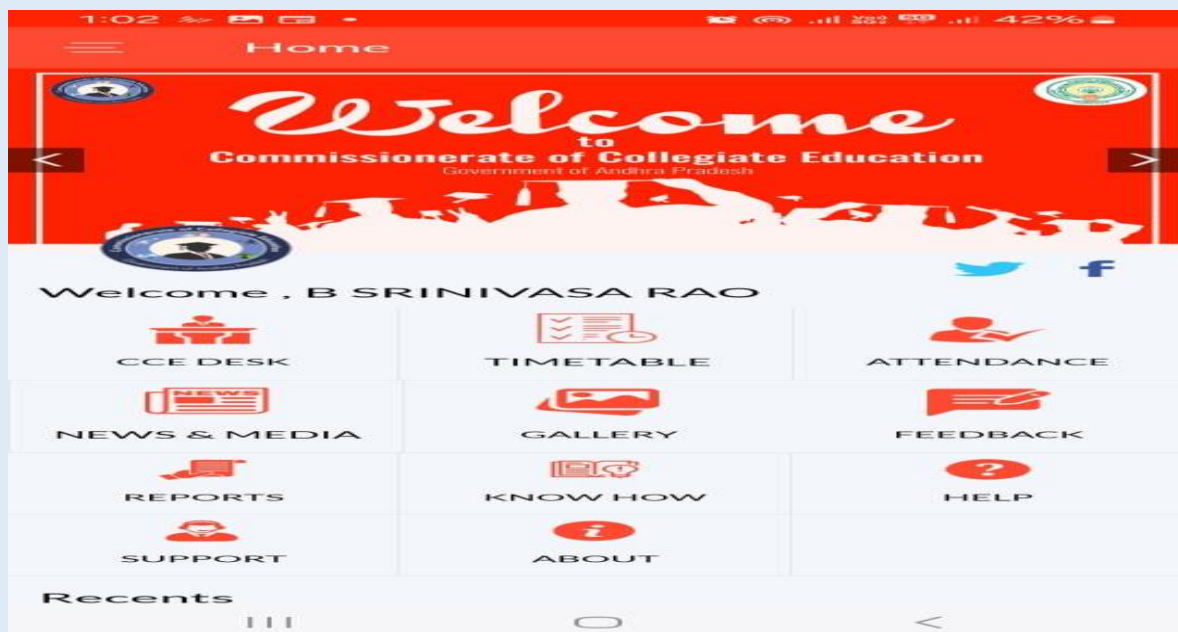 1:02 42%
Home
Welcome
to
Commissionerate of Collegiate Education
Government of Andhra Pradesh
Welcome , B SRINIVASA RAO
CCE DESK TIMETABLE ATTENDANCE
NEWS
NEWS & MEDIA GALLERY FEEDBACK
REPORTS KNOW HOW HELP
SUPPORT ABOUT
Recents